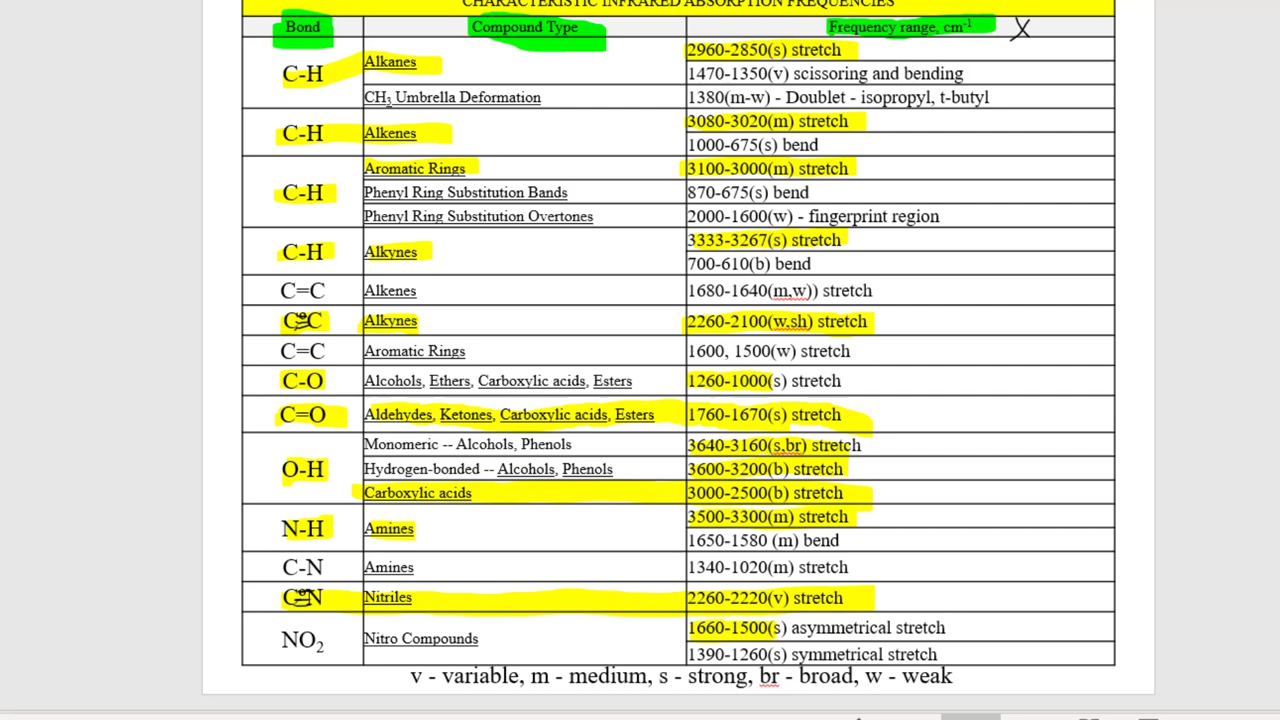 CHARACTERISTIC INFRARED ABSORPTION FREQUENCIES
Bond Compound Type Frequency range, cm-1 X
C-H Alkanes 2960-2850(s) stretch
1470-1350(v) scissoring and bending
CH3 Umbrella Deformation 1380(m-w) - Doublet - isopropyl, t-butyl
C-H Alkenes 3080-3020(m) stretch
1000-675(s) bend
C-H Aromatic Rings 3100-3000(m) stretch
Phenyl Ring Substitution Bands 870-675(s) bend
Phenyl Ring Substitution Overtones 2000-1600(w) - fingerprint region
C-H Alkynes 3333-3267(s) stretch
700-610(b) bend
C=C Alkenes 1680-1640(m,w)) stretch
C≡C Alkynes 2260-2100(w,sh) stretch
C=C Aromatic Rings 1600, 1500(w) stretch
C-O Alcohols, Ethers, Carboxylic acids, Esters 1260-1000(s) stretch
C=O Aldehydes, Ketones, Carboxylic acids, Esters 1760-1670(s) stretch
O-H Monomeric -- Alcohols, Phenols 3640-3160(s,br) stretch
Hydrogen-bonded -- Alcohols, Phenols 3600-3200(b) stretch
Carboxylic acids 3000-2500(b) stretch
N-H Amines 3500-3300(m) stretch
1650-1580 (m) bend
C-N Amines 1340-1020(m) stretch
C≡N Nitriles 2260-2220(v) stretch
NO2 Nitro Compounds 1660-1500(s) asymmetrical stretch
1390-1260(s) symmetrical stretch
v - variable, m - medium, s - strong, br - broad, w - weak